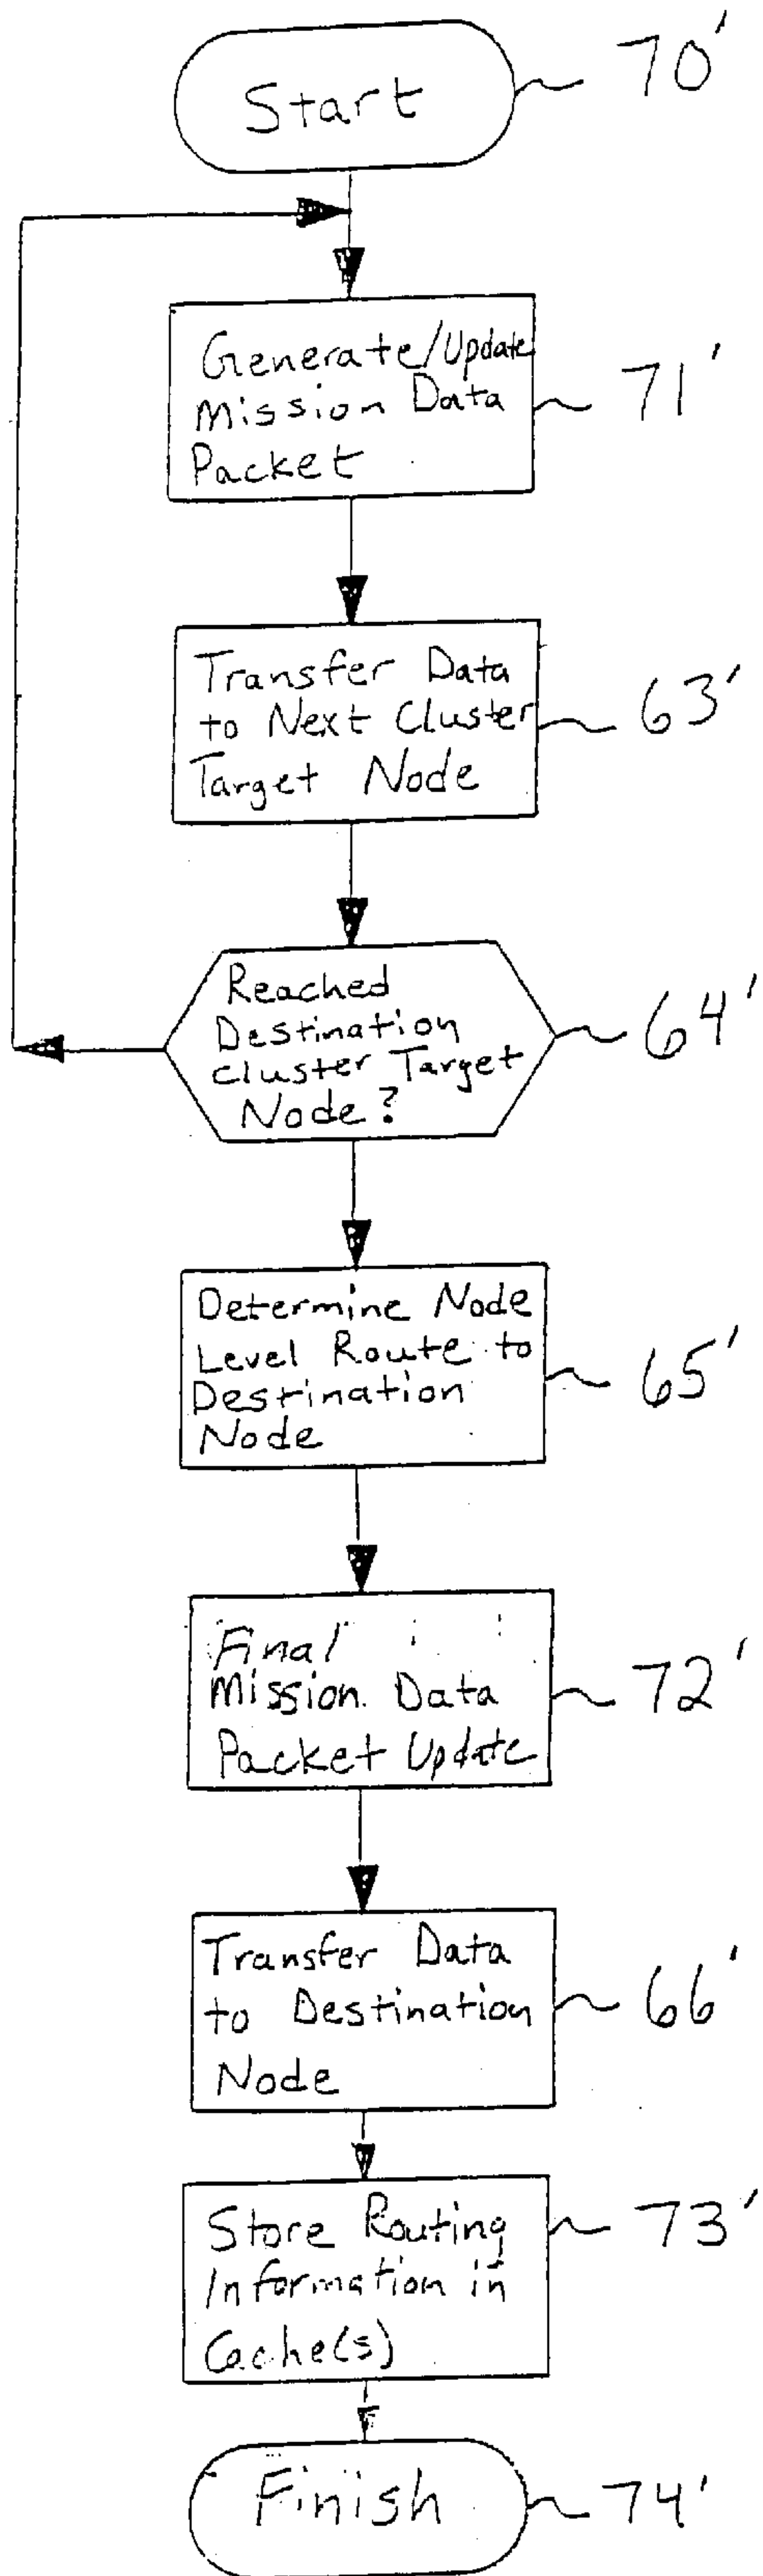 Start
70'
Generate/Update
Mission Data
Packet
71'
Transfer Data
to Next Cluster
Target Node
63'
Reached
Destination
Cluster Target
Node?
64'
Determine Node
Level Route to
Destination
Node
65'
Final
Mission Data
Packet Update
72'
Transfer Data
to Destination
Node
66'
Store Routing
Information in
Cache(s)
73'
Finish
74'